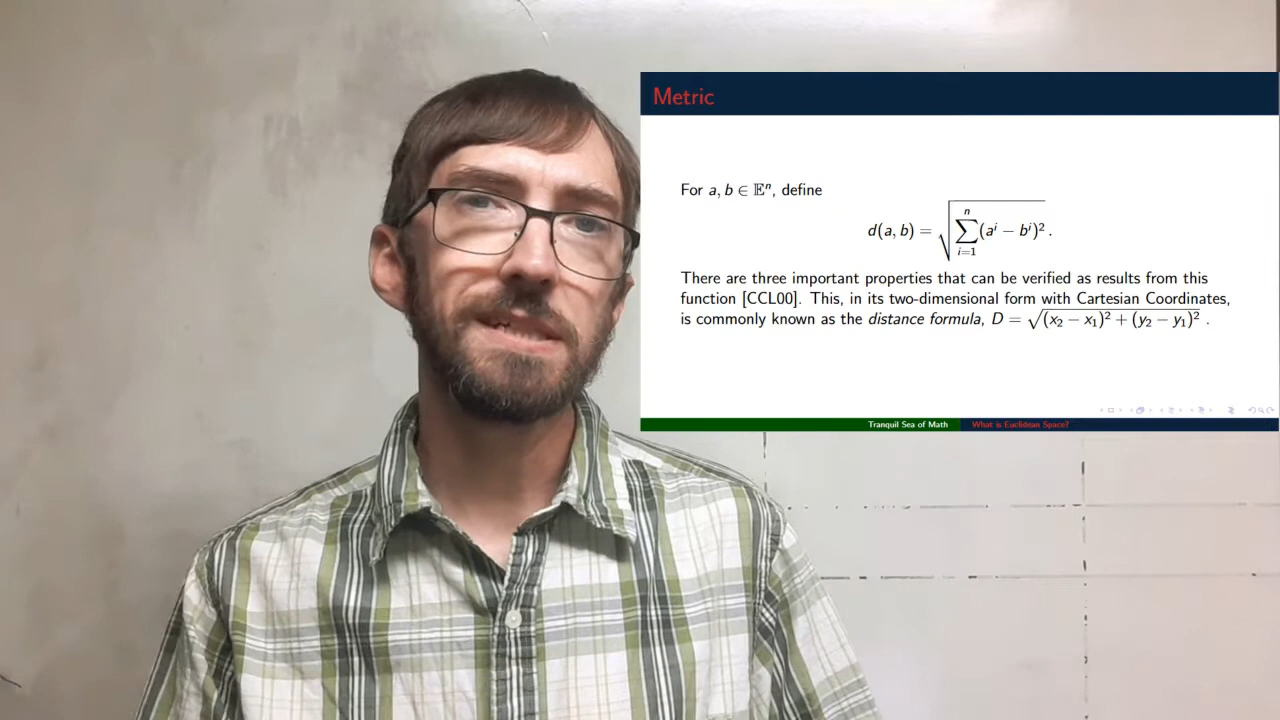 Metric
For a, b ∈ 𝔼ⁿ, define
d(a, b) = √(∑ⁿᵢ₌₁ (aⁱ − bⁱ)²) .
There are three important properties that can be verified as results from this
function [CCL00]. This, in its two-dimensional form with Cartesian Coordinates,
is commonly known as the distance formula, D = √((x₂ − x₁)² + (y₂ − y₁)²) .
Tranquil Sea of Math What is Euclidean Space?